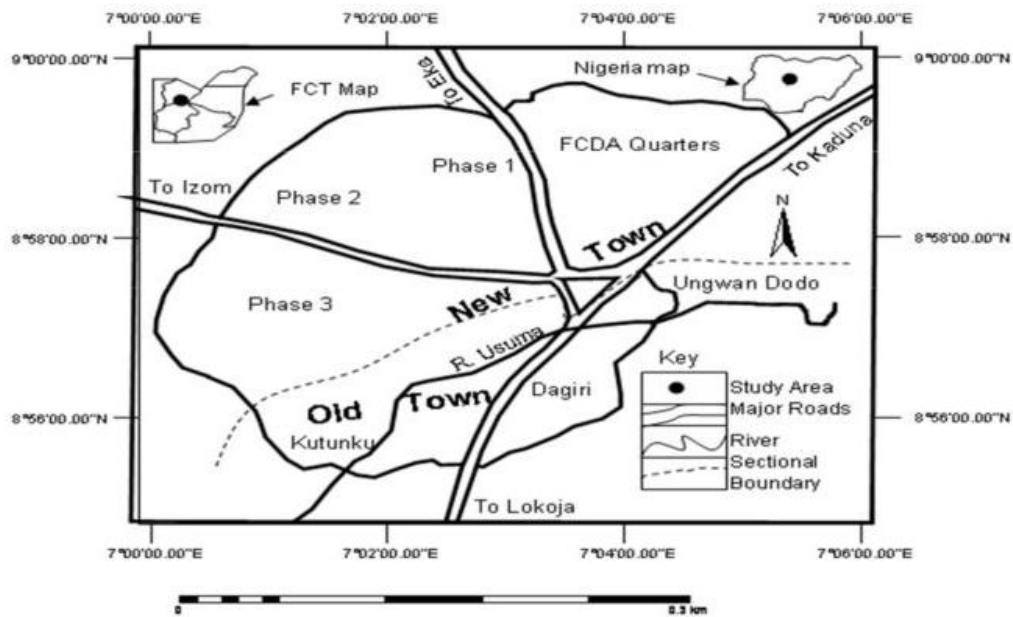 7°00'00.00"E 7°02'00.00"E 7°04'00.00"E 7°06'00.00"E
9°00'00.00"N
9°00'00.00"N
FCT Map
To Eke
Nigeria map
FCDA Quarters
To Kaduna
Phase 1
To Izom
Phase 2
N
8°58'00.00"N
8°58'00.00"N
New Town
Ungwan Dodo
Phase 3
R. Usuma
Key
Study Area
Major Roads
River
Sectional
Boundary
Dagiri
Old Town
Kutunku
8°56'00.00"N
8°56'00.00"N
To Lokoja
7°00'00.00"E 7°02'00.00"E 7°04'00.00"E 7°06'00.00"E
0 0.3 km